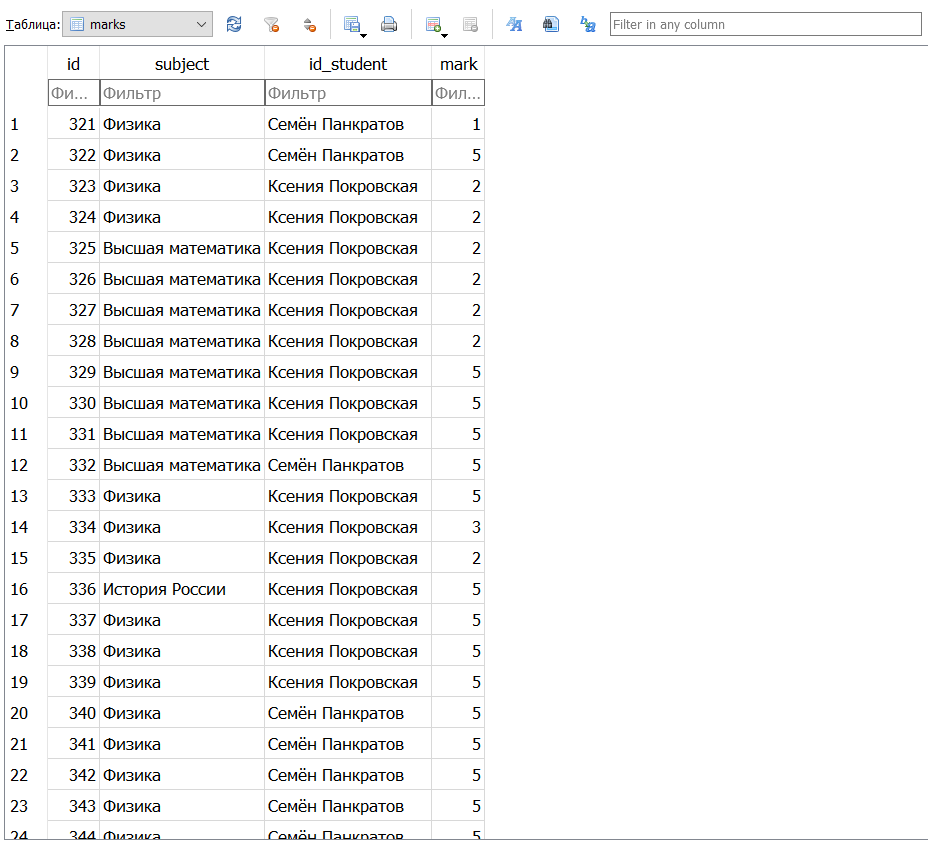 Таблица: marks Filter in any column
id subject id_student mark
Фи... Фильтр Фильтр Фил...
1 321 Физика Семён Панкратов 1
2 322 Физика Семён Панкратов 5
3 323 Физика Ксения Покровская 2
4 324 Физика Ксения Покровская 2
5 325 Высшая математика Ксения Покровская 2
6 326 Высшая математика Ксения Покровская 2
7 327 Высшая математика Ксения Покровская 2
8 328 Высшая математика Ксения Покровская 2
9 329 Высшая математика Ксения Покровская 5
10 330 Высшая математика Ксения Покровская 5
11 331 Высшая математика Ксения Покровская 5
12 332 Высшая математика Семён Панкратов 5
13 333 Физика Ксения Покровская 5
14 334 Физика Ксения Покровская 3
15 335 Физика Ксения Покровская 2
16 336 История России Ксения Покровская 5
17 337 Физика Ксения Покровская 5
18 338 Физика Ксения Покровская 5
19 339 Физика Ксения Покровская 5
20 340 Физика Семён Панкратов 5
21 341 Физика Семён Панкратов 5
22 342 Физика Семён Панкратов 5
23 343 Физика Семён Панкратов 5
24 344 Физика Семён Панкратов 5